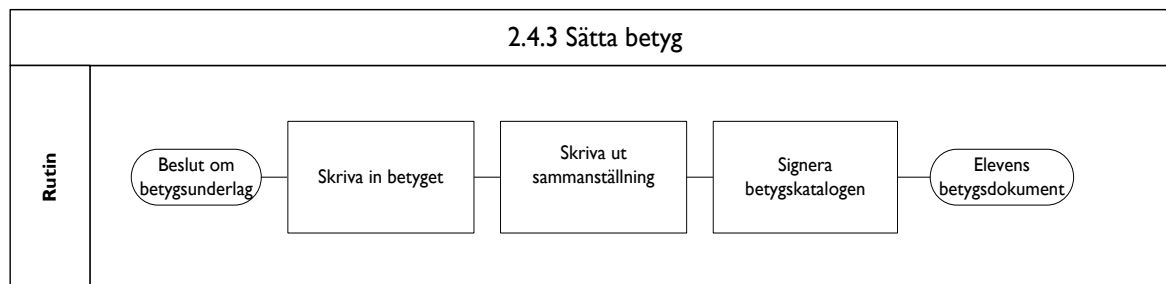 2.4.3 Sätta betyg
Rutin
Beslut om
betygsunderlag
Skriva in betyget
Skriva ut
sammanställning
Signera
betygskatalogen
Elevens
betygsdokument